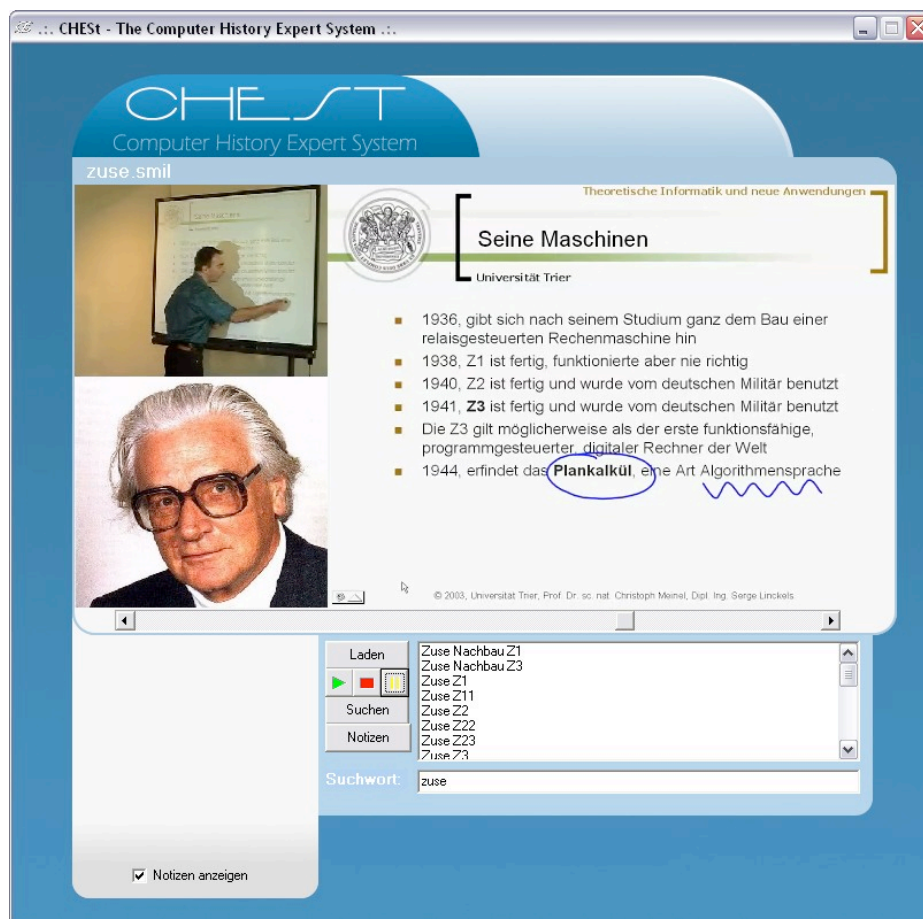 .:. CHESt - The Computer History Expert System .:.
CHEST
Computer History Expert System
zuse.smil
Theoretische Informatik und neue Anwendungen
Seine Maschinen
Universität Trier
1936, gibt sich nach seinem Studium ganz dem Bau einer
relaisgesteuerten Rechenmaschine hin
1938, Z1 ist fertig, funktionierte aber nie richtig
1940, Z2 ist fertig und wurde vom deutschen Militär benutzt
1941, Z3 ist fertig und wurde vom deutschen Militär benutzt
Die Z3 gilt möglicherweise als der erste funktionsfähige,
programmgesteuerter, digitaler Rechner der Welt
1944, erfindet das Plankalkül, eine Art Algorithmensprache
© 2003, Universität Trier, Prof. Dr. sc. nat. Christoph Meinel, Dipl. Ing. Serge Linckels
Laden
Suchen
Notizen
Zuse Nachbau Z1
Zuse Nachbau Z3
Zuse Z1
Zuse Z11
Zuse Z2
Zuse Z22
Zuse Z23
Zuse Z3
Suchwort:
zuse
Notizen anzeigen